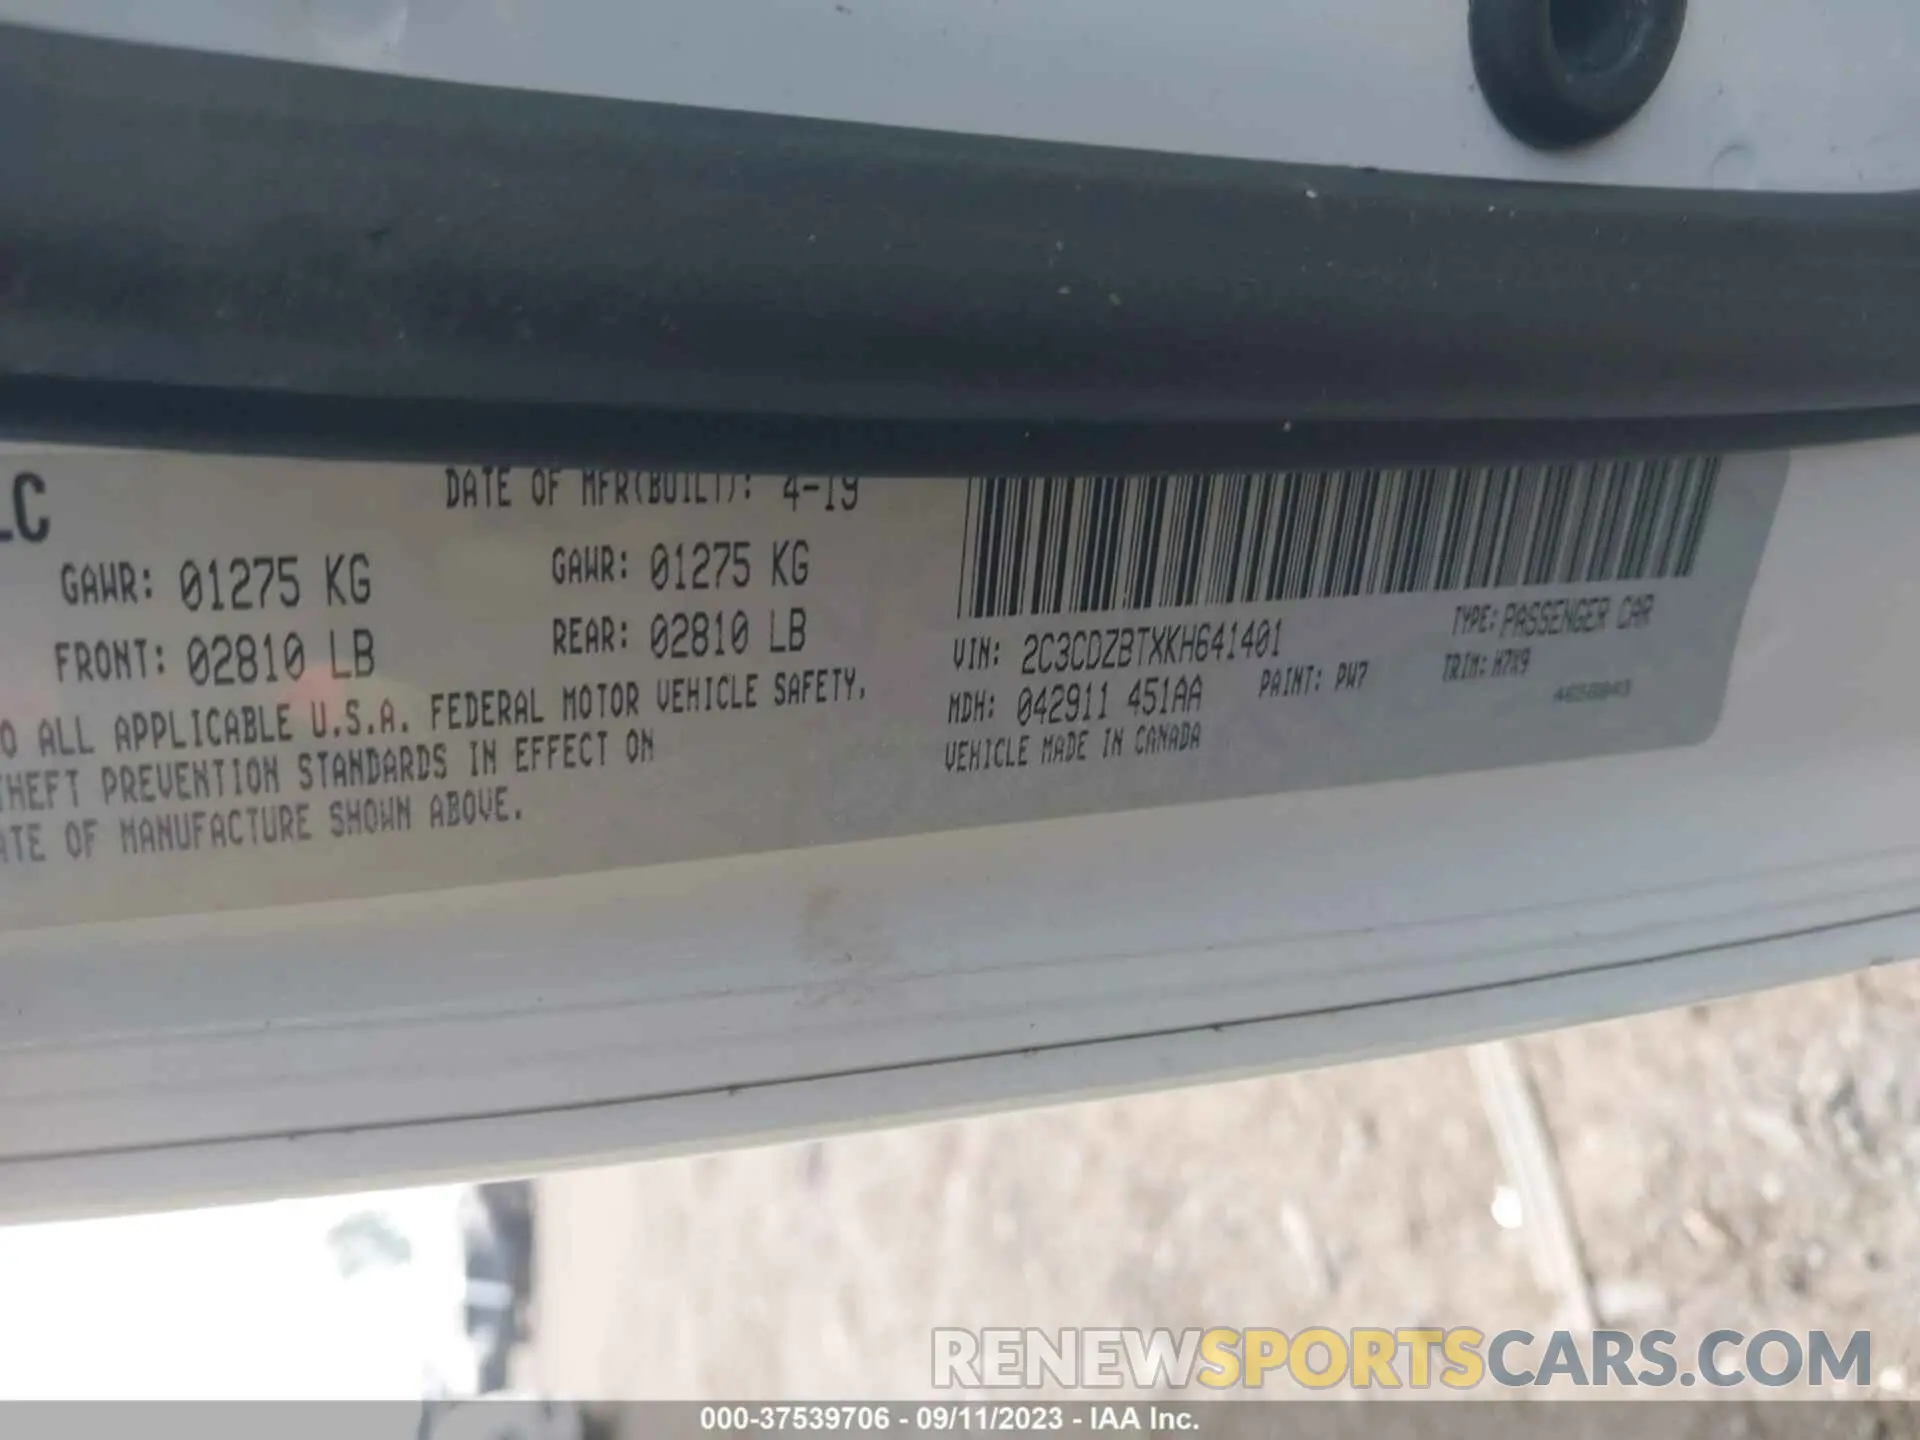 LC
DATE OF MFR(BUILT): 4-19
GAWR: 01275 KG
GAWR: 01275 KG
FRONT: 02810 LB
REAR: 02810 LB
O ALL APPLICABLE U.S.A. FEDERAL MOTOR VEHICLE SAFETY,
THEFT PREVENTION STANDARDS IN EFFECT ON
ATE OF MANUFACTURE SHOWN ABOVE.
VIN: 2C3CDZBTXKH641401
TYPE: PASSENGER CAR
MDH: 042911 451AA
PAINT: PW7
TRIM: H7X9
VEHICLE MADE IN CANADA
RENEWSPORTSCARS.COM
000-37539706 - 09/11/2023 - IAA Inc.